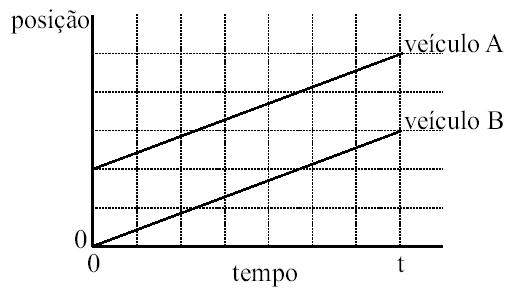 posição
veículo A
veículo B
0
0
t
tempo